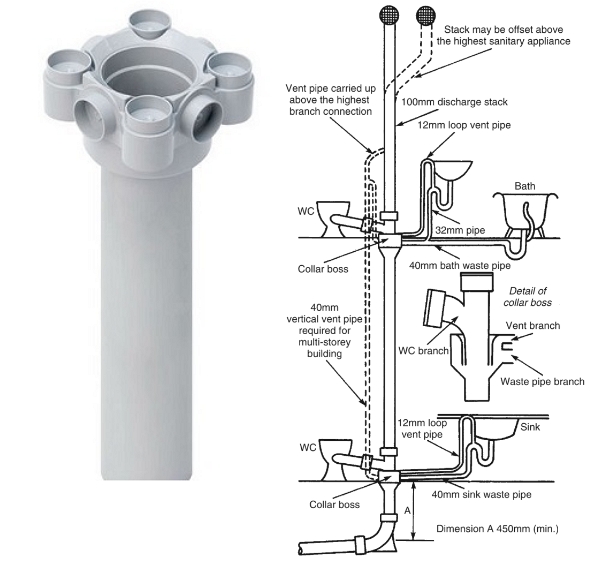 Stack may be offset above
the highest sanitary appliance
Vent pipe carried up
above the highest
branch connection
100mm discharge stack
12mm loop vent pipe
Bath
WC
32mm pipe
Collar boss
40mm bath waste pipe
Detail of
collar boss
40mm
vertical vent pipe
required for
multi-storey
building
Vent branch
WC branch
Waste pipe branch
12mm loop
vent pipe
Sink
WC
Collar boss
40mm sink waste pipe
A
Dimension A 450mm (min.)